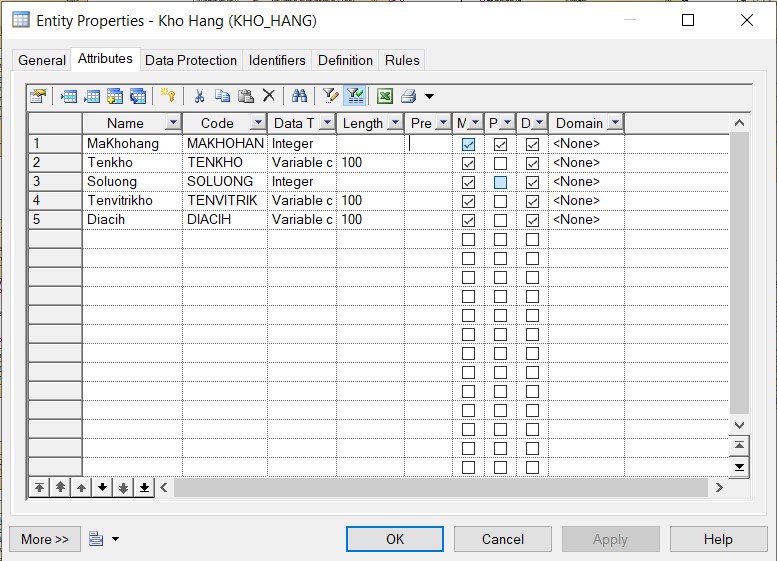 Entity Properties - Kho Hang (KHO_HANG)
General Attributes Data Protection Identifiers Definition Rules
Name Code Data T Length Pre M P D Domain
1 MaKhohang MAKHOHAN Integer <None>
2 Tenkho TENKHO Variable c 100 <None>
3 Soluong SOLUONG Integer <None>
4 Tenvitrikho TENVITRIK Variable c 100 <None>
5 Diacih DIACIH Variable c 100 <None>
More >> OK Cancel Apply Help